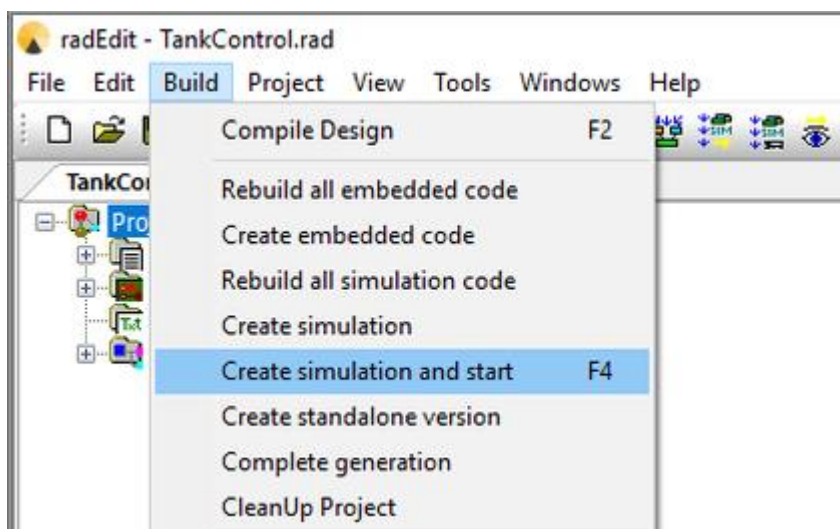 radEdit - TankControl.rad
File Edit Build Project View Tools Windows Help
Compile Design F2
Rebuild all embedded code
Create embedded code
Rebuild all simulation code
Create simulation
Create simulation and start F4
Create standalone version
Complete generation
CleanUp Project